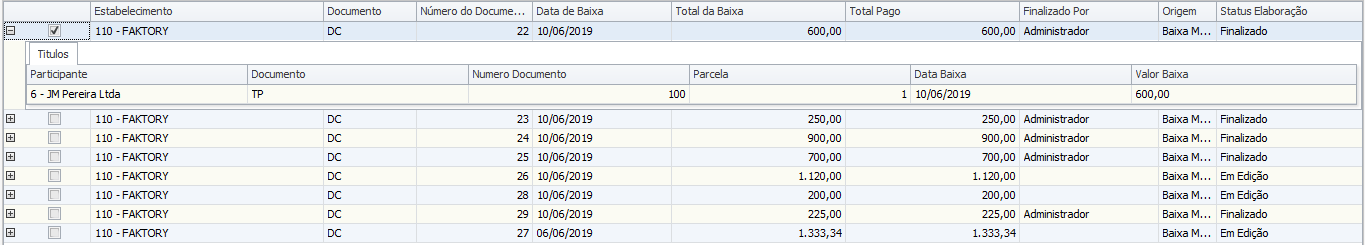 Estabelecimento Documento Número do Docume... Data de Baixa Total da Baixa Total Pago Finalizado Por Origem Status Elaboração
110 - FAKTORY DC 22 10/06/2019 600,00 600,00 Administrador Baixa M... Finalizado
Titulos
Participante Documento Numero Documento Parcela Data Baixa Valor Baixa
6 - JM Pereira Ltda TP 100 1 10/06/2019 600,00
110 - FAKTORY DC 23 10/06/2019 250,00 250,00 Administrador Baixa M... Finalizado
110 - FAKTORY DC 24 10/06/2019 900,00 900,00 Administrador Baixa M... Finalizado
110 - FAKTORY DC 25 10/06/2019 700,00 700,00 Administrador Baixa M... Finalizado
110 - FAKTORY DC 26 10/06/2019 1.120,00 1.120,00 Baixa M... Em Edição
110 - FAKTORY DC 28 10/06/2019 200,00 200,00 Baixa M... Em Edição
110 - FAKTORY DC 29 10/06/2019 225,00 225,00 Administrador Baixa M... Finalizado
110 - FAKTORY DC 27 06/06/2019 1.333,34 1.333,34 Baixa M... Em Edição